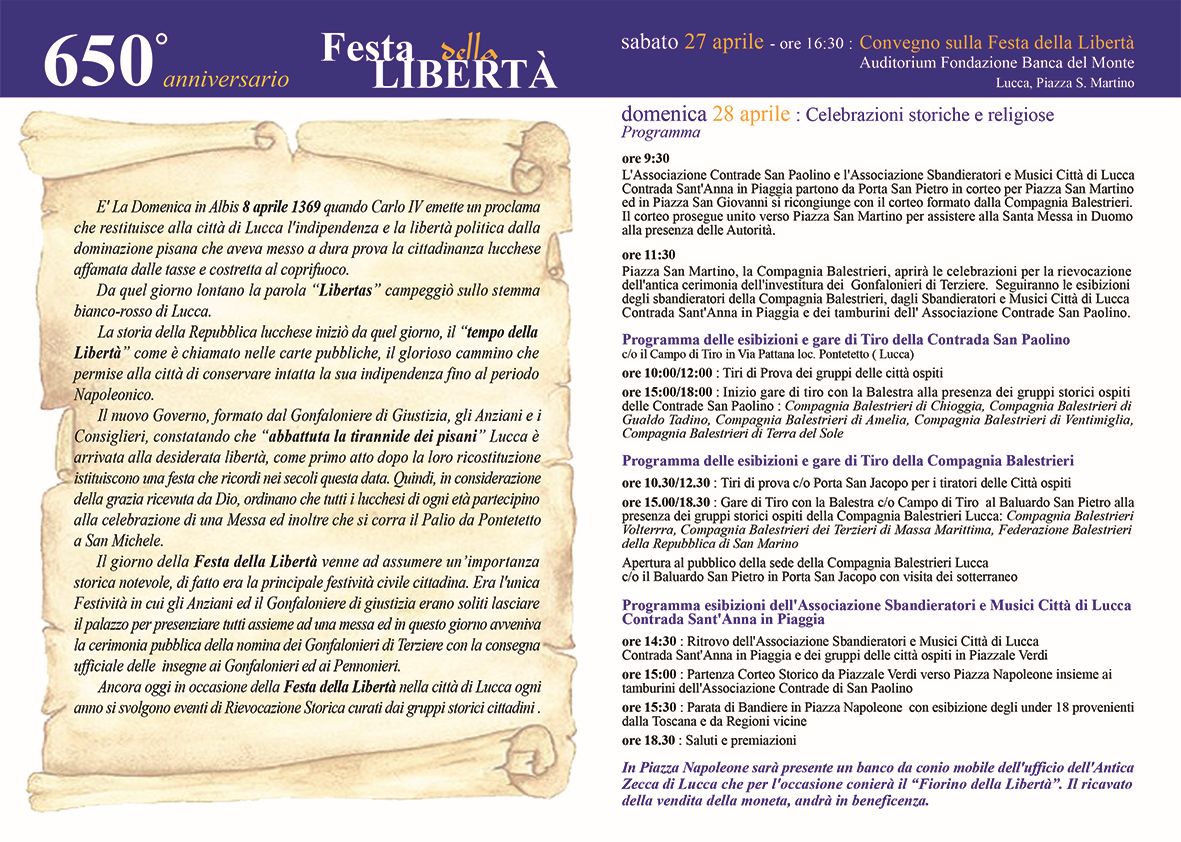 650° anniversario
Festa della LIBERTÀ
E' La Domenica in Albis 8 aprile 1369 quando Carlo IV emette un proclama
che restituisce alla città di Lucca l'indipendenza e la libertà politica dalla
dominazione pisana che aveva messo a dura prova la cittadinanza lucchese
affamata dalle tasse e costretta al coprifuoco.
Da quel giorno lontano la parola “Libertas” campeggiò sullo stemma
bianco-rosso di Lucca.
La storia della Repubblica lucchese iniziò da quel giorno, il “tempo della
Libertà” come è chiamato nelle carte pubbliche, il glorioso cammino che
permise alla città di conservare intatta la sua indipendenza fino al periodo
Napoleonico.
Il nuovo Governo, formato dal Gonfaloniere di Giustizia, gli Anziani e i
Consiglieri, constatando che “abbattuta la tirannide dei pisani” Lucca è
arrivata alla desiderata libertà, come primo atto dopo la loro ricostituzione
istituiscono una festa che ricordi nei secoli questa data. Quindi, in considerazione
della grazia ricevuta da Dio, ordinano che tutti i lucchesi di ogni età partecipino
alla celebrazione di una Messa ed inoltre che si corra il Palio da Pontetetto
a San Michele.
Il giorno della Festa della Libertà venne ad assumere un’importanza
storica notevole, di fatto era la principale festività civile cittadina. Era l'unica
Festività in cui gli Anziani ed il Gonfaloniere di giustizia erano soliti lasciare
il palazzo per presenziare tutti assieme ad una messa ed in questo giorno avveniva
la cerimonia pubblica della nomina dei Gonfalonieri di Terziere con la consegna
ufficiale delle insegne ai Gonfalonieri ed ai Pennonieri.
Ancora oggi in occasione della Festa della Libertà nella città di Lucca ogni
anno si svolgono eventi di Rievocazione Storica curati dai gruppi storici cittadini .
sabato 27 aprile - ore 16:30 : Convegno sulla Festa della Libertà
Auditorium Fondazione Banca del Monte
Lucca, Piazza S. Martino
domenica 28 aprile : Celebrazioni storiche e religiose
Programma
ore 9:30
L'Associazione Contrade San Paolino e l'Associazione Sbandieratori e Musici Città di Lucca
Contrada Sant'Anna in Piaggia partono da Porta San Pietro in corteo per Piazza San Martino
ed in Piazza San Giovanni si ricongiunge con il corteo formato dalla Compagnia Balestrieri.
Il corteo prosegue unito verso Piazza San Martino per assistere alla Santa Messa in Duomo
alla presenza delle Autorità.
ore 11:30
Piazza San Martino, la Compagnia Balestrieri, aprirà le celebrazioni per la rievocazione
dell'antica cerimonia dell'investitura dei Gonfalonieri di Terziere. Seguiranno le esibizioni
degli sbandieratori della Compagnia Balestrieri, dagli Sbandieratori e Musici Città di Lucca
Contrada Sant'Anna in Piaggia e dei tamburini dell' Associazione Contrade San Paolino.
Programma delle esibizioni e gare di Tiro della Contrada San Paolino
c/o il Campo di Tiro in Via Pattana loc. Pontetetto ( Lucca)
ore 10:00/12:00 : Tiri di Prova dei gruppi delle città ospiti
ore 15:00/18:00 : Inizio gare di tiro con la Balestra alla presenza dei gruppi storici ospiti
delle Contrade San Paolino : Compagnia Balestrieri di Chioggia, Compagnia Balestrieri di
Gualdo Tadino, Compagnia Balestrieri di Amelia, Compagnia Balestrieri di Ventimiglia,
Compagnia Balestrieri di Terra del Sole
Programma delle esibizioni e gare di Tiro della Compagnia Balestrieri
ore 10.30/12.30 : Tiri di prova c/o Porta San Jacopo per i tiratori delle Città ospiti
ore 15.00/18.30 : Gare di Tiro con la Balestra c/o Campo di Tiro al Baluardo San Pietro alla
presenza dei gruppi storici ospiti della Compagnia Balestrieri Lucca: Compagnia Balestrieri
Volterrra, Compagnia Balestrieri dei Terzieri di Massa Marittima, Federazione Balestrieri
della Repubblica di San Marino
Apertura al pubblico della sede della Compagnia Balestrieri Lucca
c/o il Baluardo San Pietro in Porta San Jacopo con visita dei sotterraneo
Programma esibizioni dell'Associazione Sbandieratori e Musici Città di Lucca
Contrada Sant'Anna in Piaggia
ore 14:30 : Ritrovo dell'Associazione Sbandieratori e Musici Città di Lucca
Contrada Sant'Anna in Piaggia e dei gruppi delle città ospiti in Piazzale Verdi
ore 15:00 : Partenza Corteo Storico da Piazzale Verdi verso Piazza Napoleone insieme ai
tamburini dell'Associazione Contrade di San Paolino
ore 15:30 : Parata di Bandiere in Piazza Napoleone con esibizione degli under 18 provenienti
dalla Toscana e da Regioni vicine
ore 18.30 : Saluti e premiazioni
In Piazza Napoleone sarà presente un banco da conio mobile dell'ufficio dell'Antica
Zecca di Lucca che per l'occasione conierà il “Fiorino della Libertà”. Il ricavato
della vendita della moneta, andrà in beneficenza.